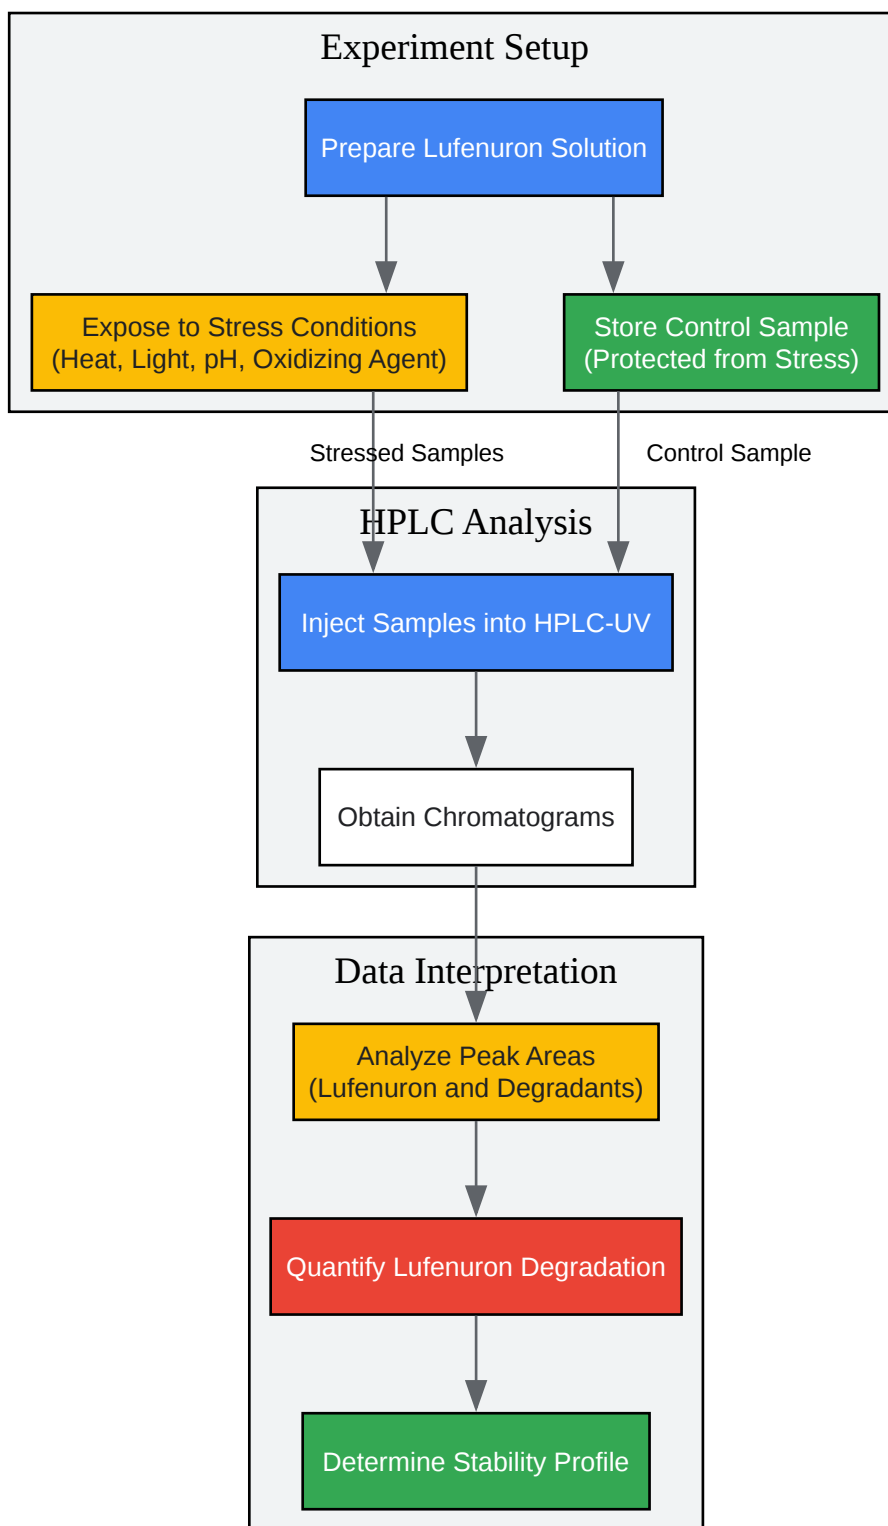 Experiment Setup
Prepare Lufenuron Solution
Expose to Stress Conditions
(Heat, Light, pH, Oxidizing Agent)
Store Control Sample
(Protected from Stress)
Stressed Samples
Control Sample
HPLC Analysis
Inject Samples into HPLC-UV
Obtain Chromatograms
Data Interpretation
Analyze Peak Areas
(Lufenuron and Degradants)
Quantify Lufenuron Degradation
Determine Stability Profile